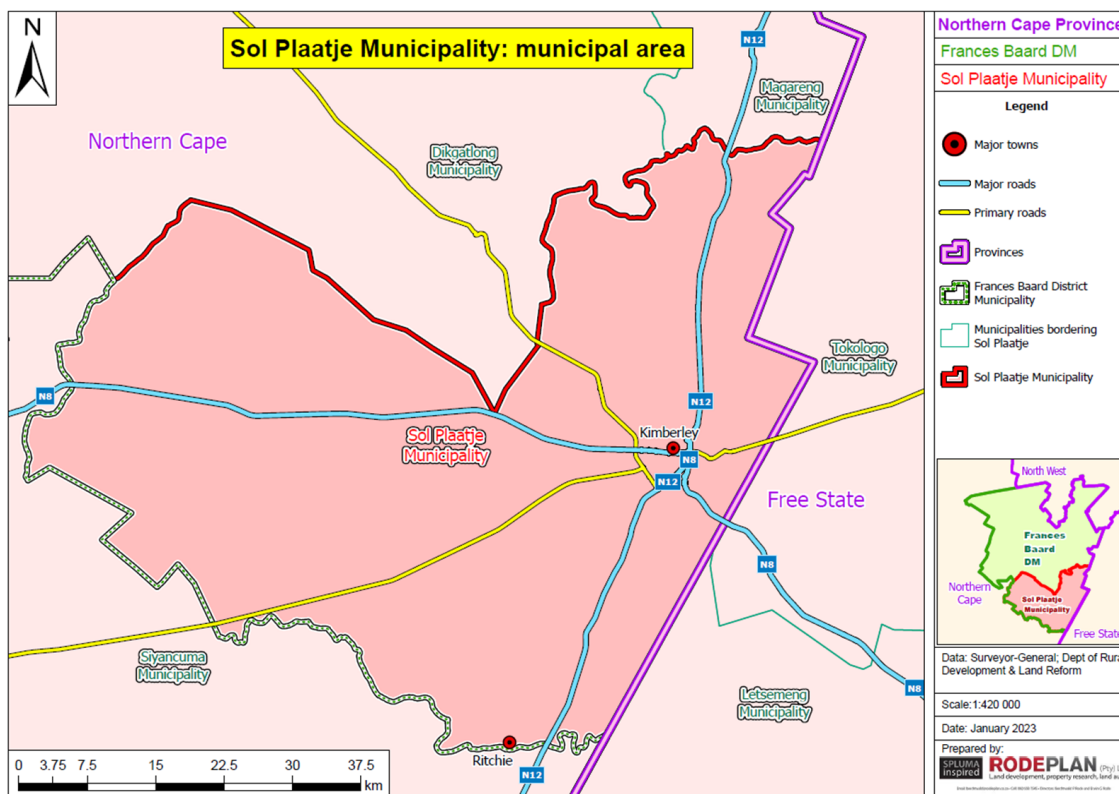 N
Sol Plaatje Municipality: municipal area
N12
Magareng
Municipality
Northern Cape
Dikgatlong
Municipality
Tokologo
Municipality
N8
N12
Kimberley
Sol Plaatje
Municipality
N8
N12
Free State
N8
Siyancuma
Municipality
Letsemeng
Municipality
N8
Ritchie
N12
0 3.75 7.5 15 22.5 30 37.5
km
Northern Cape Province
Frances Baard DM
Sol Plaatje Municipality
Legend
Major towns
Major roads
Primary roads
Provinces
Frances Baard District
Municipality
Municipalities bordering
Sol Plaatje
Sol Plaatje Municipality
North West
Frances
Baard
DM
Northern
Cape
Sol Plaatje
Municipality
Free State
Data: Surveyor-General; Dept of Rura
Development & Land Reform
Scale:1:420 000
Date: January 2023
Prepared by:
SPLUMA
inspired
RODEPLAN (Pty)
Land development, property research, land